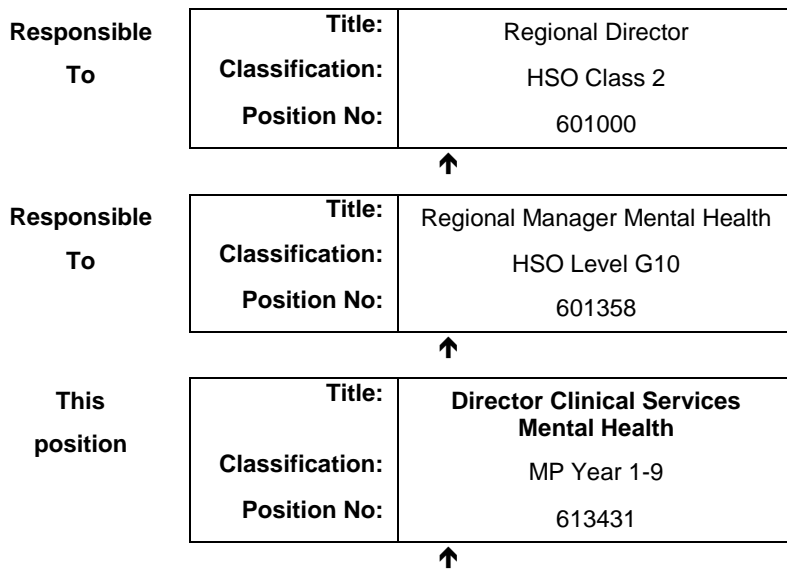 Responsible
To
Title: Regional Director
Classification: HSO Class 2
Position No: 601000
↑
Responsible
To
Title: Regional Manager Mental Health
Classification: HSO Level G10
Position No: 601358
↑
This
position
Title: Director Clinical Services
Mental Health
Classification: MP Year 1-9
Position No: 613431
↑